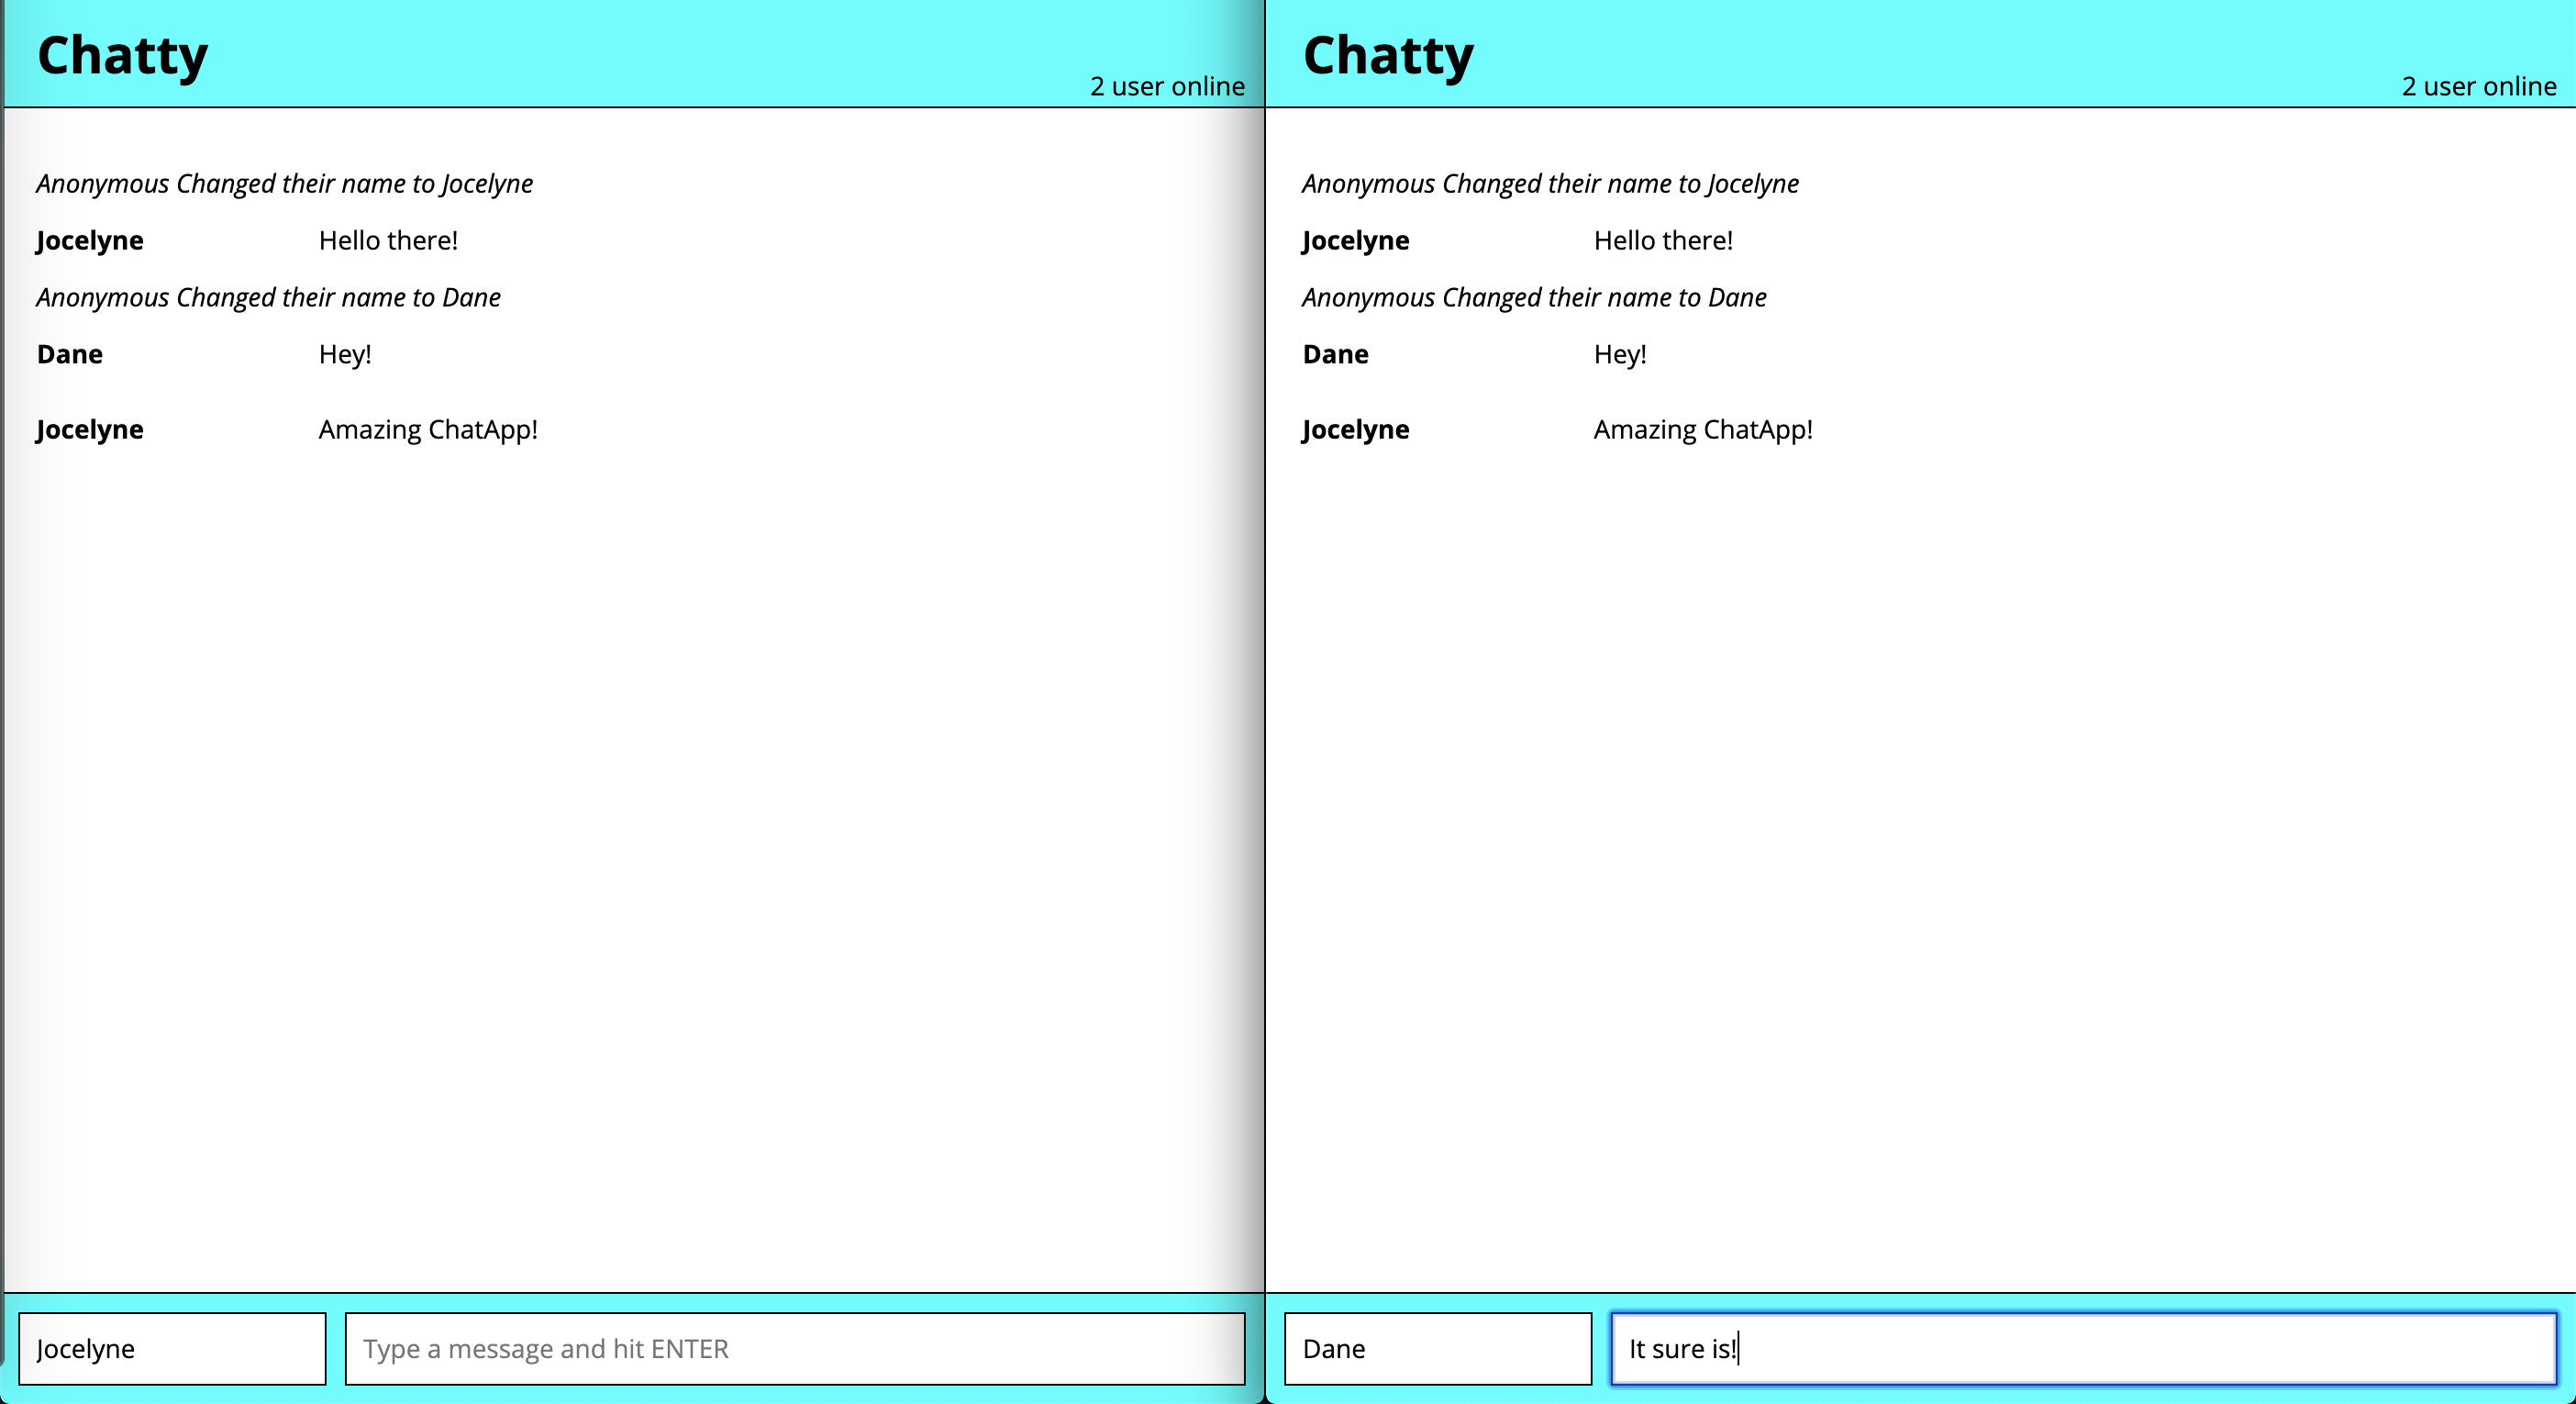 Chatty
2 user online
Anonymous Changed their name to Jocelyne
Jocelyne Hello there!
Anonymous Changed their name to Dane
Dane Hey!
Jocelyne Amazing ChatApp!
Jocelyne Type a message and hit ENTER
Chatty
2 user online
Anonymous Changed their name to Jocelyne
Jocelyne Hello there!
Anonymous Changed their name to Dane
Dane Hey!
Jocelyne Amazing ChatApp!
Dane It sure is!